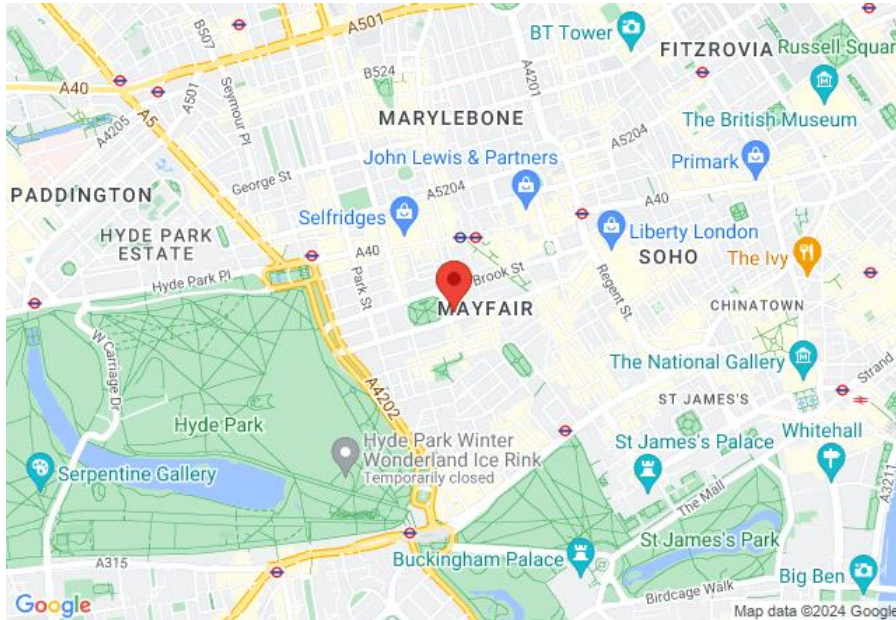 A501
B507
A501
BT Tower
FITZROVIA
Russell Square
A40
A501
B524
A4201
A5
Seymour Pl
MARYLEBONE
The British Museum
A4205
A5204
John Lewis & Partners
Primark
George St
A5204
PADDINGTON
A40
Selfridges
Liberty London
HYDE PARK
ESTATE
A40
SOHO
The Ivy
Hyde Park Pl
Park St
Brook St
Regent St.
MAYFAIR
CHINATOWN
W Carriage Dr
The National Gallery
Strand
A4202
ST JAMES'S
Hyde Park
Hyde Park Winter
Wonderland Ice Rink
Temporarily closed
St James's Palace
Whitehall
Serpentine Gallery
The Mall
A3211
St James's Park
A315
Buckingham Palace
Big Ben
Birdcage Walk
Google
Map data ©2024 Google